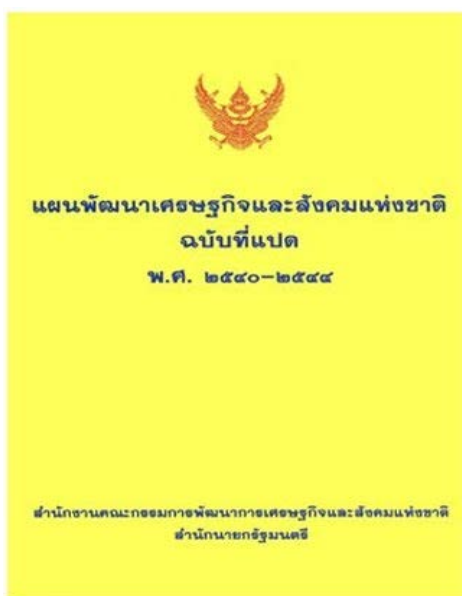 แผนพัฒนาเศรษฐกิจและสังคมแห่งชาติ
ฉบับที่แปด
พ.ศ. ๒๕๔๐-๒๕๔๔
สำนักงานคณะกรรมการพัฒนาการเศรษฐกิจและสังคมแห่งชาติ
สำนักนายกรัฐมนตรี